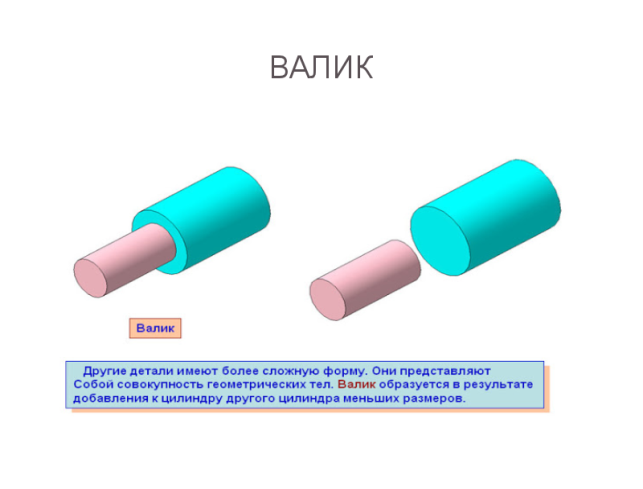 ВАЛИК
Валик
Другие детали имеют более сложную форму. Они представляют
Собой совокупность геометрических тел. Валик образуется в результате
добавления к цилиндру другого цилиндра меньших размеров.